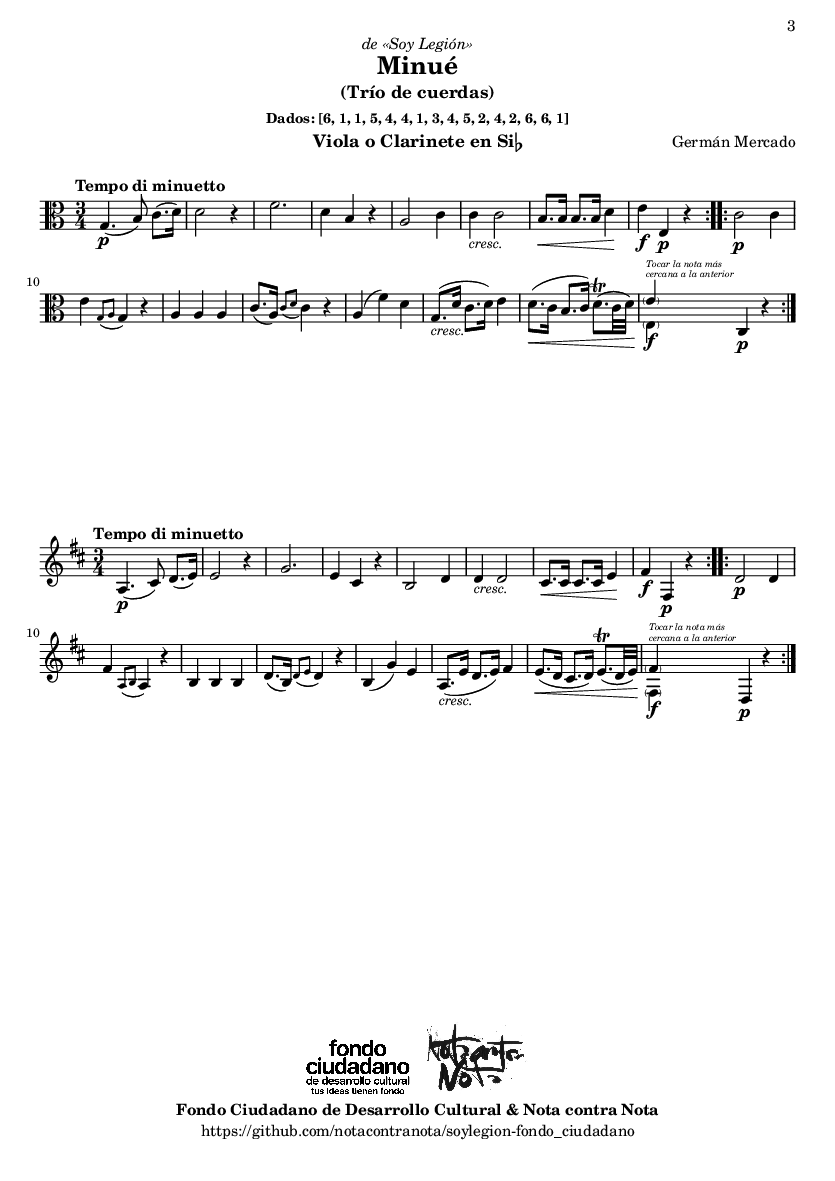 3
de «Soy Legión»
Minué
(Trío de cuerdas)
Dados: [6, 1, 1, 5, 4, 4, 1, 3, 4, 5, 2, 4, 2, 6, 6, 1]
Viola o Clarinete en Si♭
Germán Mercado
Tempo di minuetto
3
4
p
cresc.
f
p
p
10
Tocar la nota más
cercana a la anterior
cresc.
tr
f
p
Tempo di minuetto
3
4
p
cresc.
f
p
p
10
Tocar la nota más
cercana a la anterior
cresc.
tr
f
p
fondo
ciudadano
de desarrollo cultural
tus ideas tienen fondo
Nota contra
Nota
Fondo Ciudadano de Desarrollo Cultural & Nota contra Nota
https://github.com/notacontranota/soylegion-fondo_ciudadano